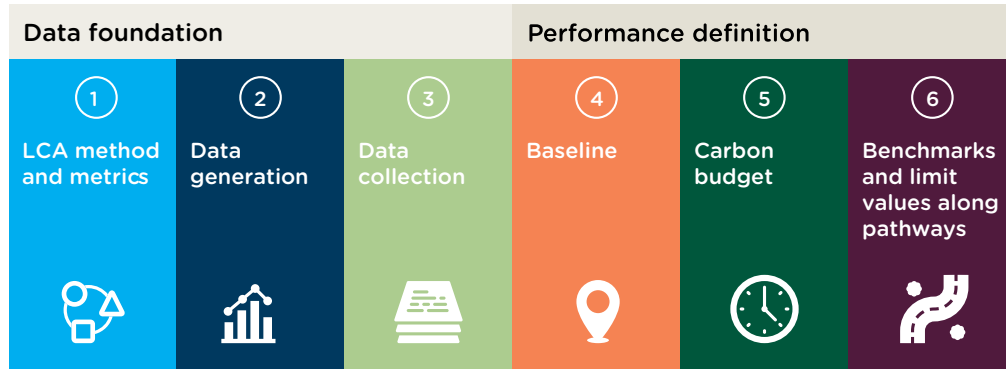 Data foundation
Performance definition
1
LCA method
and metrics
2
Data
generation
3
Data
collection
4
Baseline
5
Carbon
budget
6
Benchmarks
and limit
values along
pathways